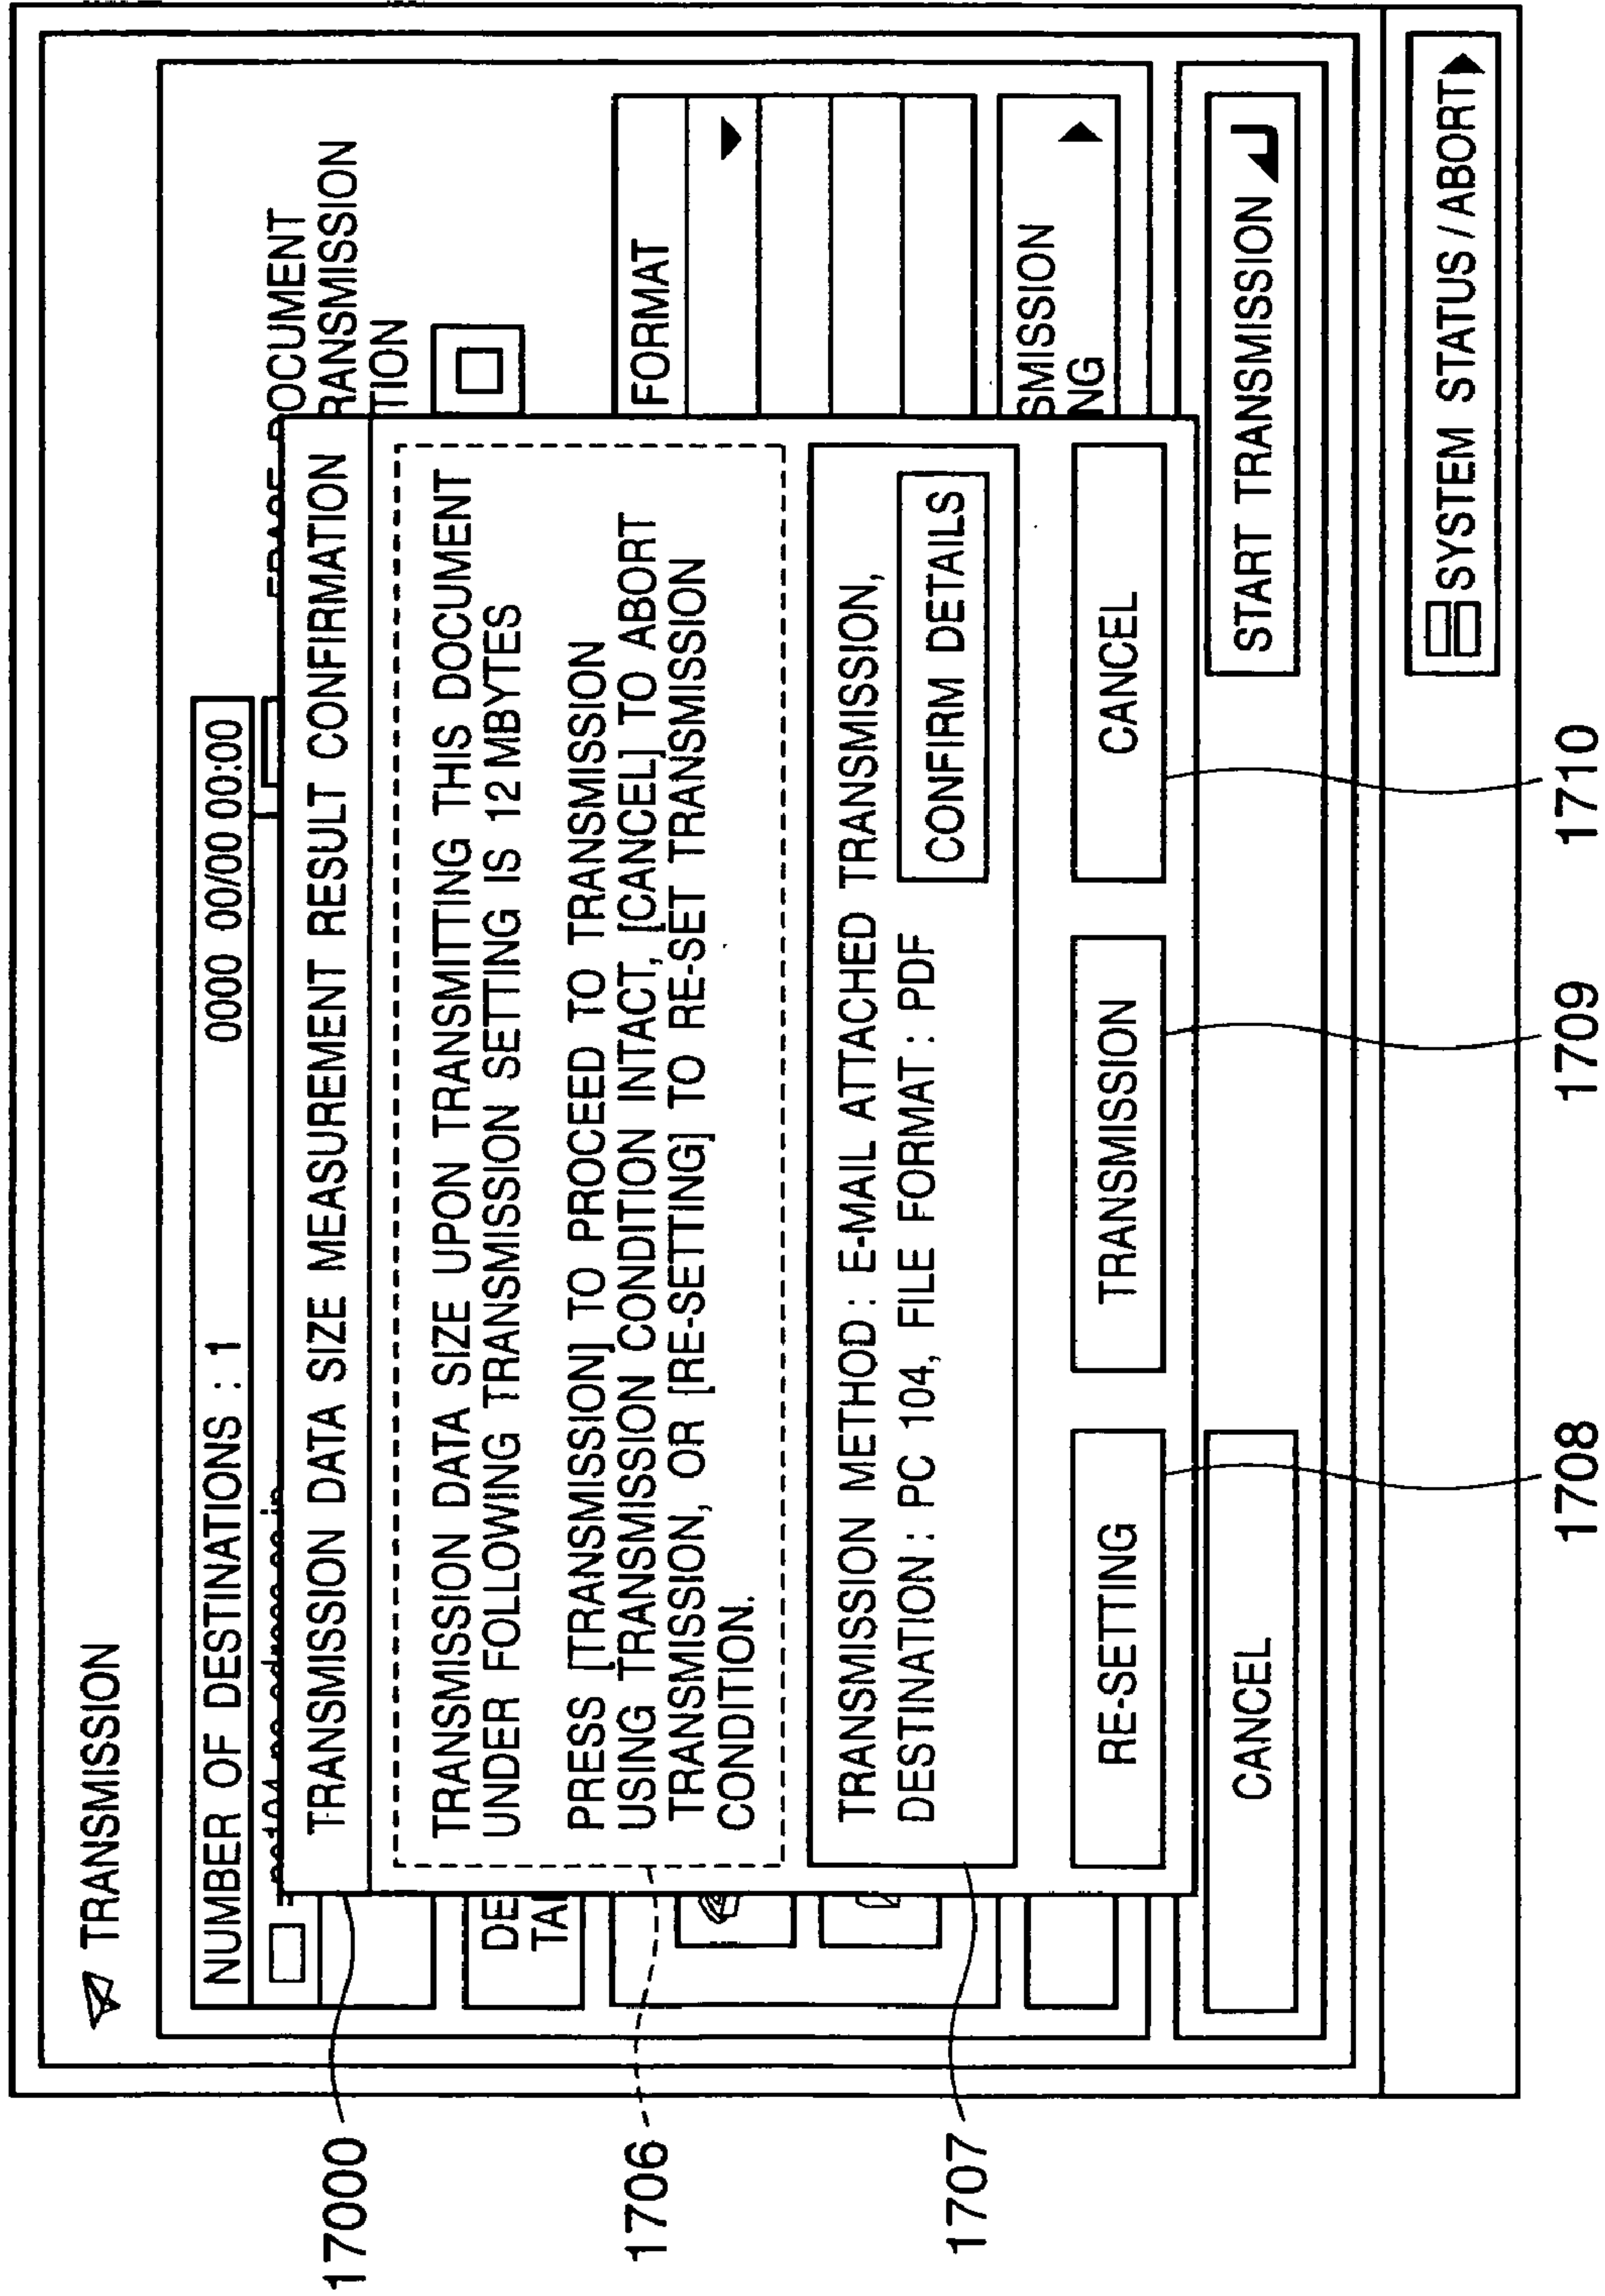 TRANSMISSION
NUMBER OF DESTINATIONS : 1
0000 00/00 00:00
DOCUMENT
RANSMISSION
TION
DE
TA
FORMAT
SMISSION
NG
TRANSMISSION DATA SIZE MEASUREMENT RESULT CONFIRMATION
TRANSMISSION DATA SIZE UPON TRANSMITTING THIS DOCUMENT
UNDER FOLLOWING TRANSMISSION SETTING IS 12MBYTES
PRESS [TRANSMISSION] TO PROCEED TO TRANSMISSION
USING TRANSMISSION CONDITION INTACT, [CANCEL] TO ABORT
TRANSMISSION, OR [RE-SETTING] TO RE-SET TRANSMISSION
CONDITION.
TRANSMISSION METHOD : E-MAIL ATTACHED TRANSMISSION,
DESTINATION : PC 104, FILE FORMAT : PDF
CONFIRM DETAILS
RE-SETTING
TRANSMISSION
CANCEL
CANCEL
START TRANSMISSION
SYSTEM STATUS / ABORT
17000
1706
1707
1708
1709
1710